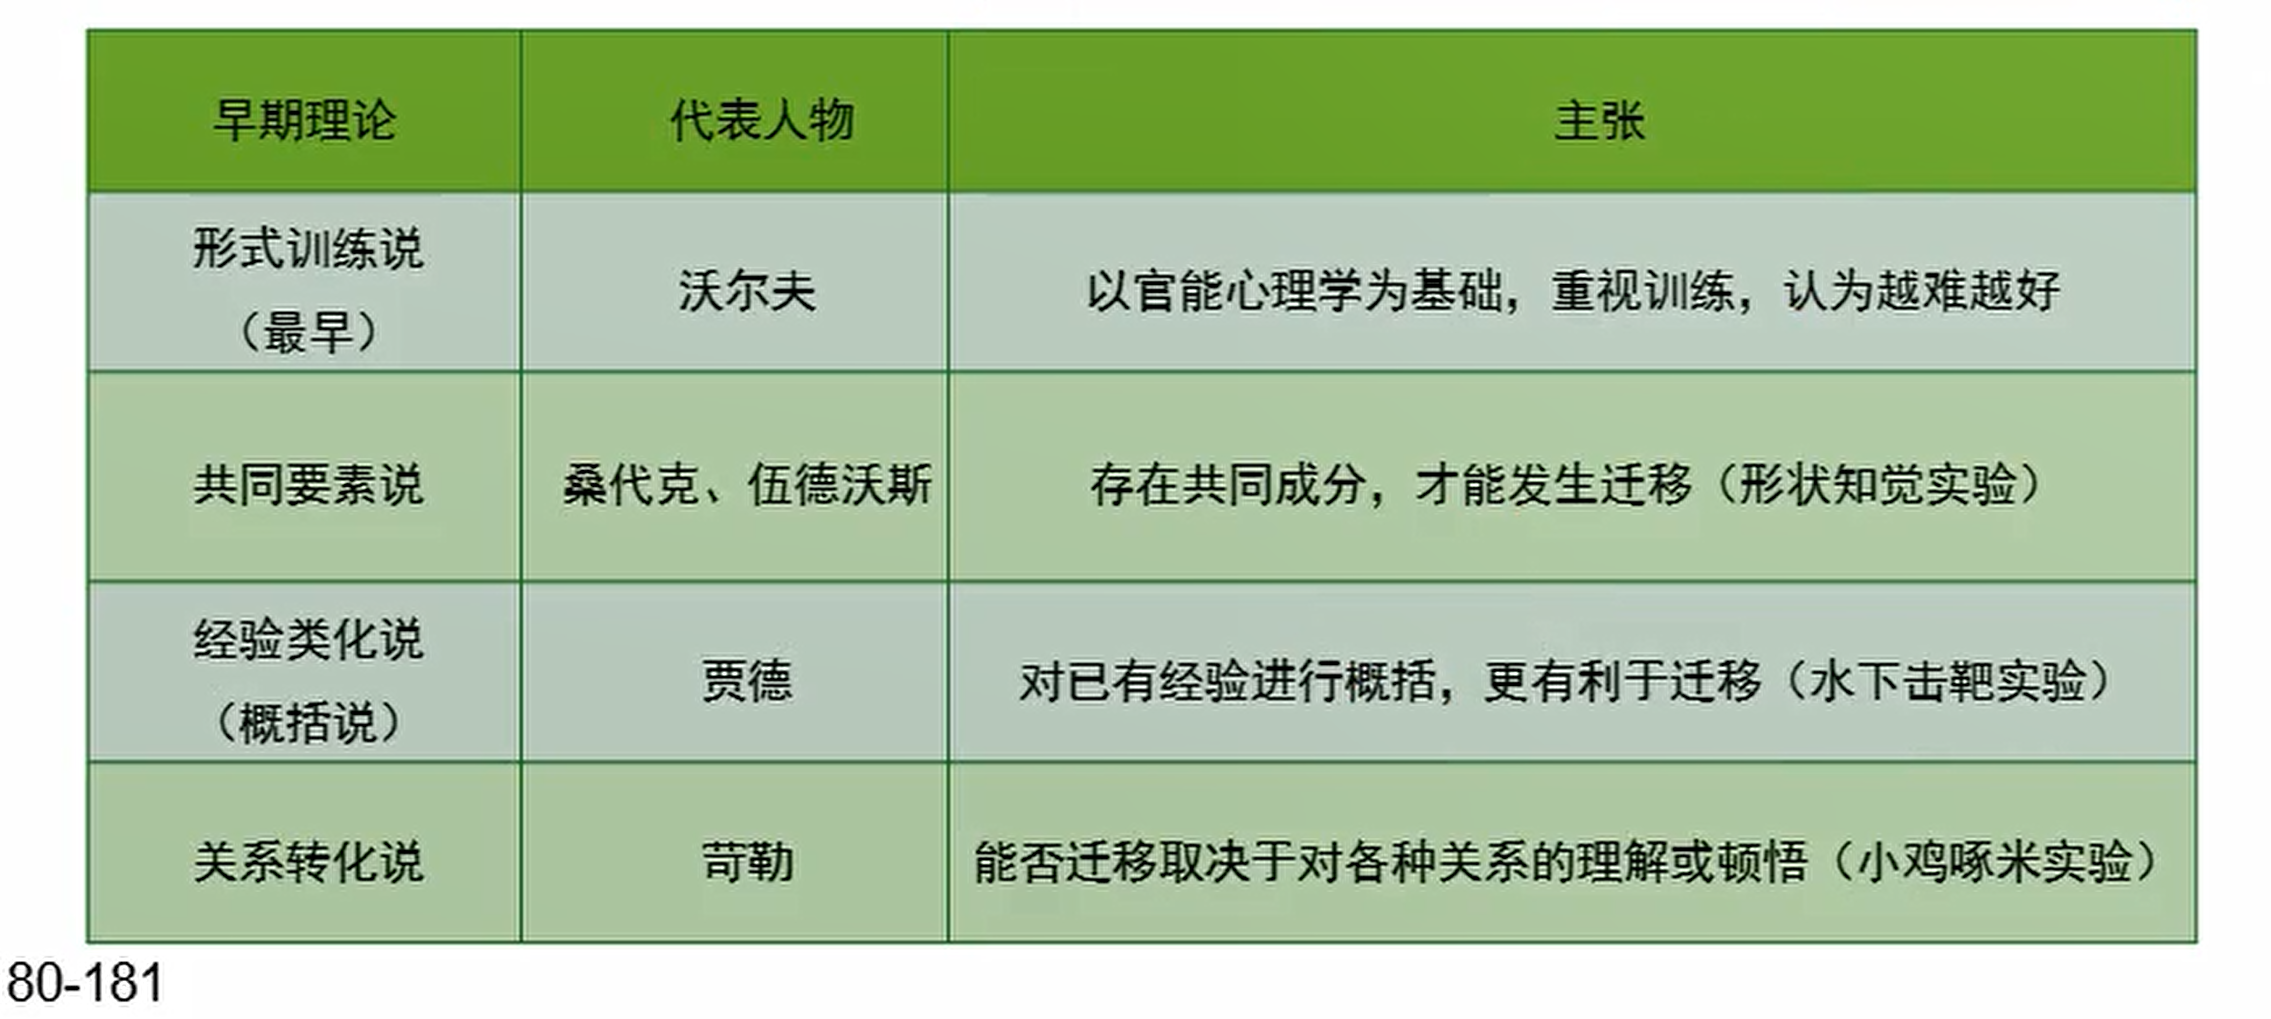 早期理论
代表人物
主张
形式训练说
（最早）
沃尔夫
以官能心理学为基础，重视训练，认为越难越好
共同要素说
桑代克、伍德沃斯
存在共同成分，才能发生迁移（形状知觉实验）
经验类化说
（概括说）
贾德
对已有经验进行概括，更有利于迁移（水下击靶实验）
关系转化说
苛勒
能否迁移取决于对各种关系的理解或顿悟（小鸡啄米实验）
80-181